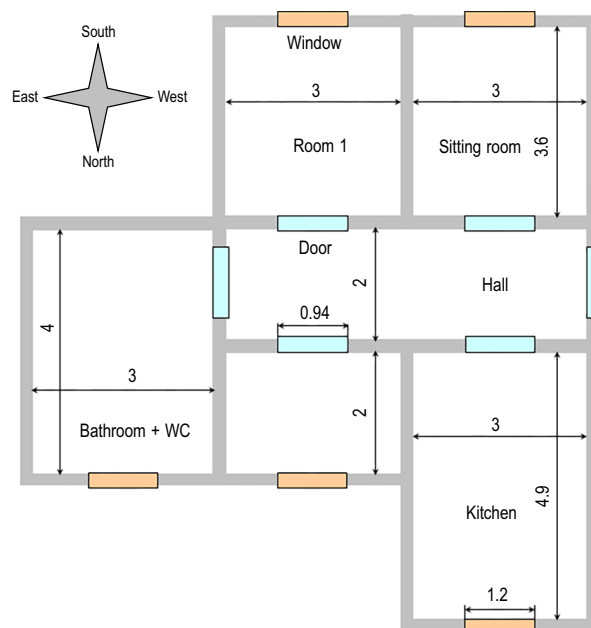 South
Window
East
West
3
3
Room 1
Sitting room
3.6
North
Door
2
Hall
0.94
4
3
2
3
Bathroom + WC
4.9
Kitchen
1.2